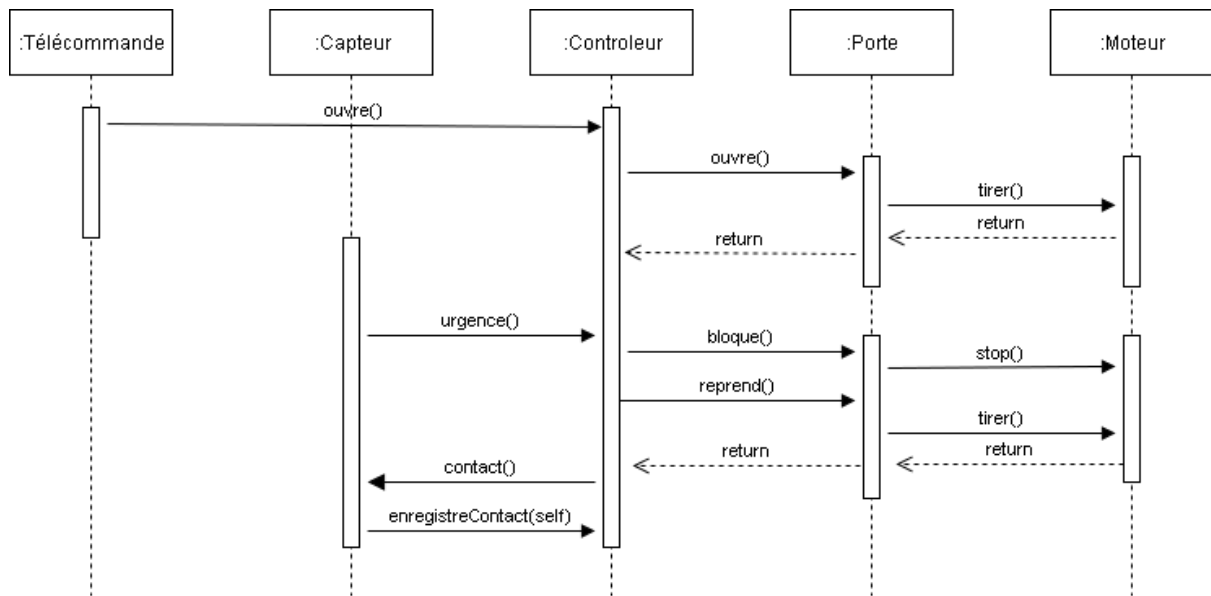 :Télécommande
:Capteur
:Controleur
:Porte
:Moteur
ouvre()
ouvre()
tirer()
return
return
urgence()
bloque()
stop()
reprend()
tirer()
return
return
contact()
enregistreContact(self)